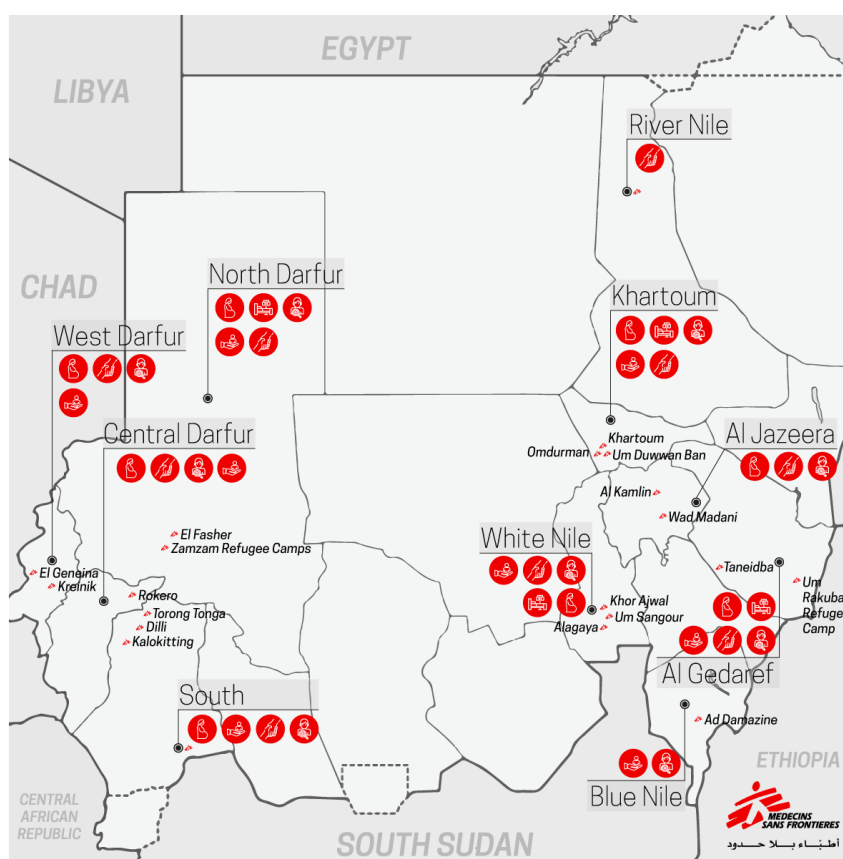 EGYPT
LIBYA
River Nile
North Darfur
CHAD
Khartoum
West Darfur
Central Darfur
Khartoum
Omdurman
Um Duwwan Ban
Al Jazeera
Al Kamlin
Wad Madani
El Fasher
Zamzam Refugee Camps
White Nile
El Geneina
Kreinik
Rokero
Torong Tonga
Dilli
Kalokitting
Taneidba
Um
Rakuba
Refugee
Camp
Khor Ajwal
Um Sangour
Alagaya
Al Gedaref
South
Ad Damazine
ETHIOPIA
Blue Nile
CENTRAL
AFRICAN
REPUBLIC
SOUTH SUDAN
MEDECINS
SANS FRONTIERES
أطبّاء بلا حدود